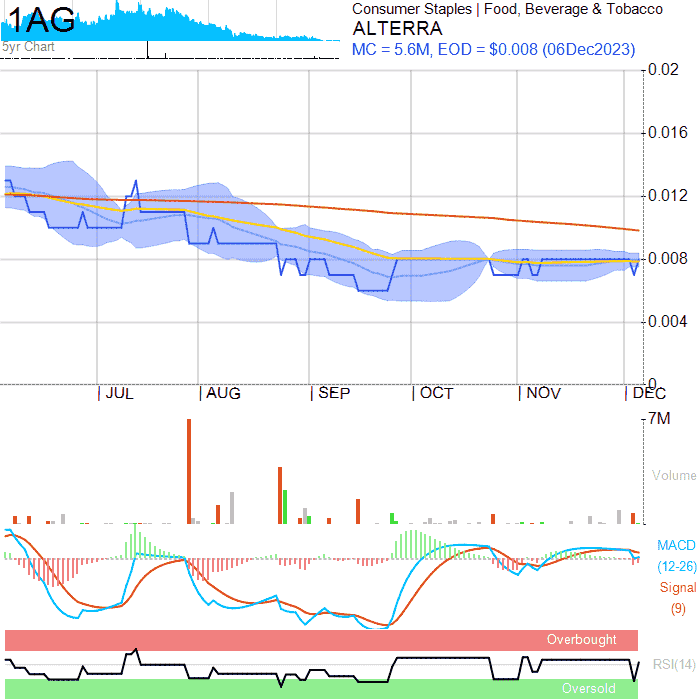 1AG
5yr Chart
Consumer Staples | Food, Beverage & Tobacco
ALTERRA
MC = 5.6M, EOD = $0.008 (06Dec2023)
0.02
0.016
0.012
0.008
0.004
0
JUL AUG SEP OCT NOV DEC
7M
Volume
MACD
(12-26)
Signal
(9)
Overbought
RSI(14)
Oversold